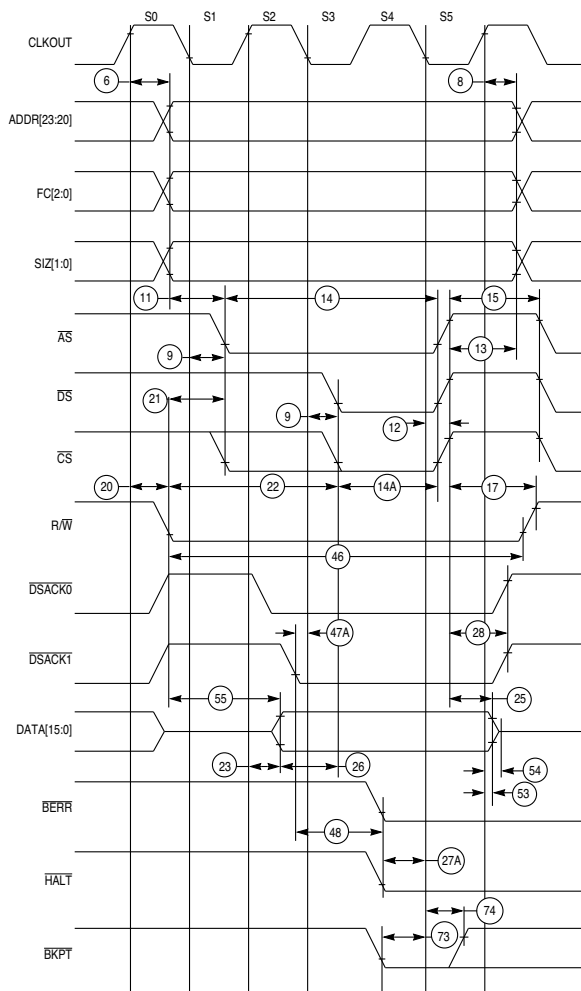 S0 S1 S2 S3 S4 S5
CLKOUT
6 8
ADDR[23:20]
FC[2:0]
SIZ[1:0]
11 14 15
AS
9 13
DS
21 9 12
CS
20 22 14A 17
R/W
46
DSACK0
47A 28
DSACK1
55 25
DATA[15:0]
23 26 54
53
BERR
48
27A
HALT
74
73
BKPT